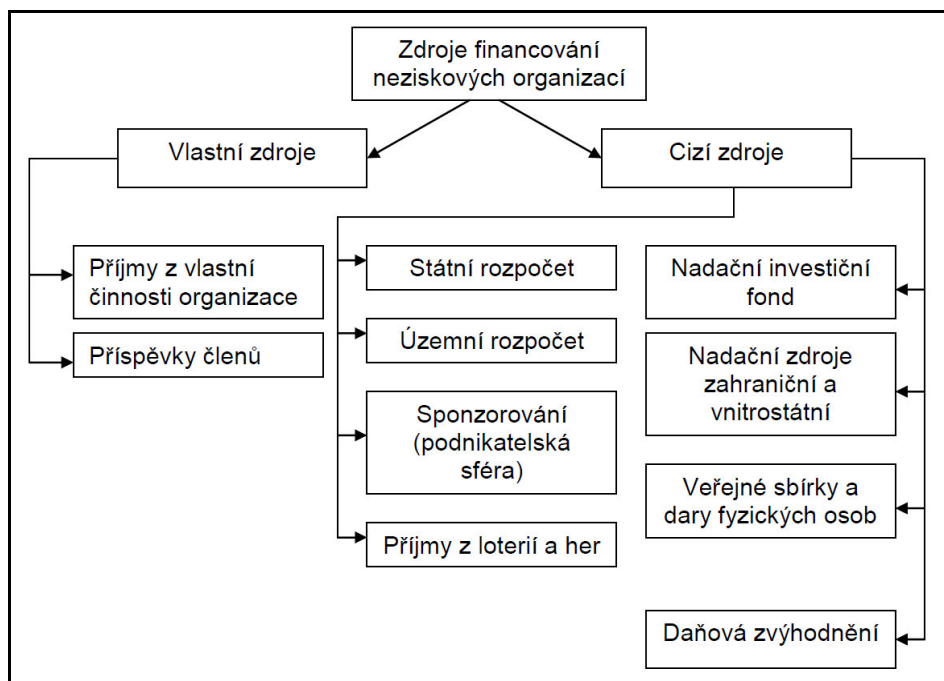 Zdroje financování
neziskových organizací
Vlastní zdroje
Cizí zdroje
Příjmy z vlastní
činnosti organizace
Příspěvky členů
Státní rozpočet
Územní rozpočet
Sponzorování
(podnikatelská
sféra)
Příjmy z loterií a her
Nadační investiční
fond
Nadační zdroje
zahraniční a
vnitrostátní
Veřejné sbírky a
dary fyzických osob
Daňová zvýhodnění